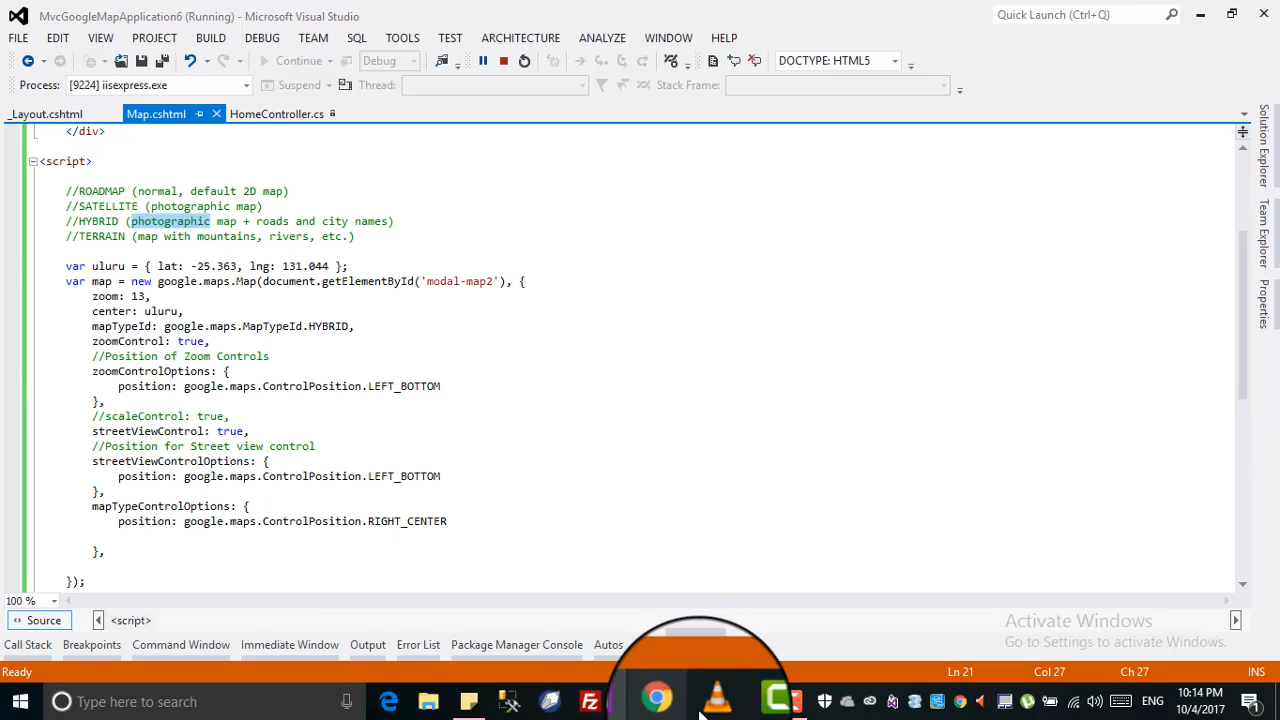 MvcGoogleMapApplication6 (Running) - Microsoft Visual Studio
Quick Launch (Ctrl+Q)
FILE EDIT VIEW PROJECT BUILD DEBUG TEAM SQL TOOLS TEST ARCHITECTURE ANALYZE WINDOW HELP
Continue Debug DOCTYPE: HTML5
Process: [9224] iisexpress.exe Suspend Thread: Stack Frame:
_Layout.cshtml Map.cshtml HomeController.cs
</div>
<script>
//ROADMAP (normal, default 2D map)
//SATELLITE (photographic map)
//HYBRID (photographic map + roads and city names)
//TERRAIN (map with mountains, rivers, etc.)
var uluru = { lat: -25.363, lng: 131.044 };
var map = new google.maps.Map(document.getElementById('modal-map2'), {
zoom: 13,
center: uluru,
mapTypeId: google.maps.MapTypeId.HYBRID,
zoomControl: true,
//Position of Zoom Controls
zoomControlOptions: {
position: google.maps.ControlPosition.LEFT_BOTTOM
},
//scaleControl: true,
streetViewControl: true,
//Position for Street view control
streetViewControlOptions: {
position: google.maps.ControlPosition.LEFT_BOTTOM
},
mapTypeControlOptions: {
position: google.maps.ControlPosition.RIGHT_CENTER
},
});
Solution Explorer
Team Explorer
Properties
100 %
Source <script>
Activate Windows
Go to Settings to activate Windows.
Call Stack Breakpoints Command Window Immediate Window Output Error List Package Manager Console Autos
Ready Ln 21 Col 27 Ch 27 INS
Type here to search
ENG
10:14 PM
10/4/2017
1